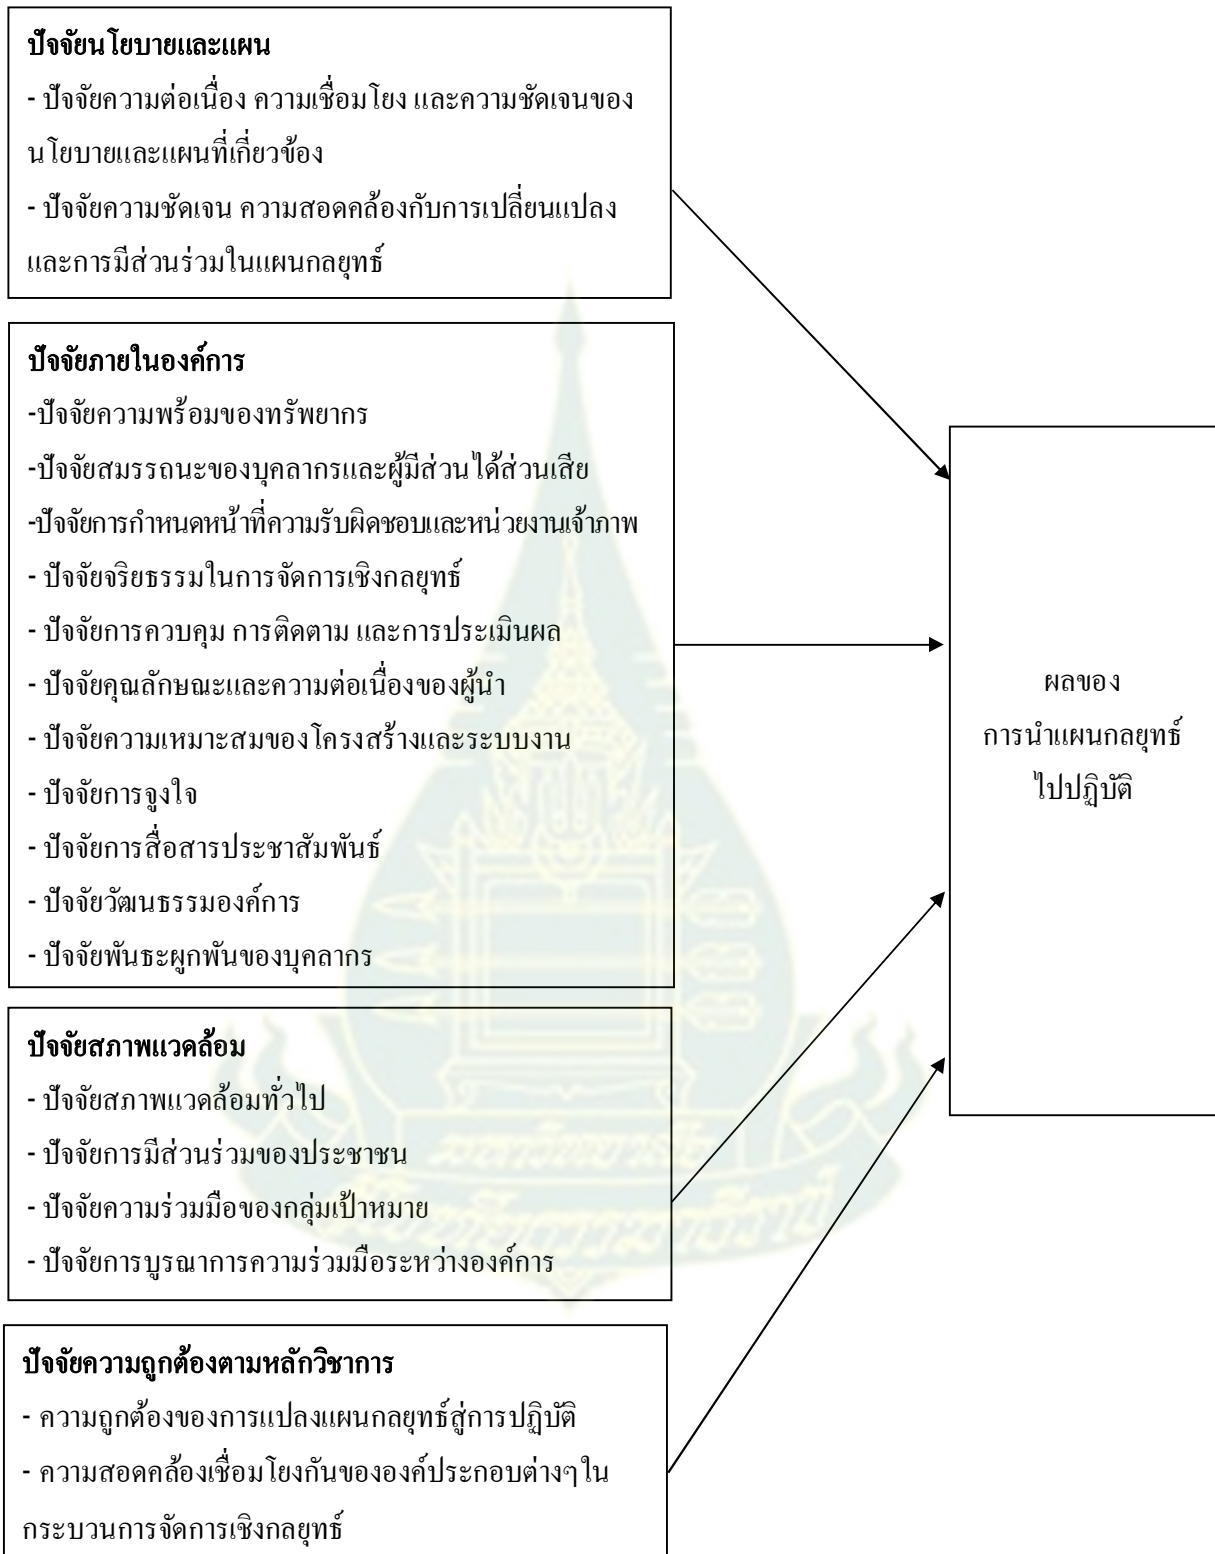 ปัจจัยนโยบายและแผน
- ปัจจัยความต่อเนื่อง ความเชื่อมโยง และความชัดเจนของ
นโยบายและแผนที่เกี่ยวข้อง
- ปัจจัยความชัดเจน ความสอดคล้องกับการเปลี่ยนแปลง
และการมีส่วนร่วมในแผนกลยุทธ์
ปัจจัยภายในองค์การ
-ปัจจัยความพร้อมของทรัพยากร
-ปัจจัยสมรรถนะของบุคลากรและผู้มีส่วนได้ส่วนเสีย
-ปัจจัยการกำหนดหน้าที่ความรับผิดชอบและหน่วยงานเจ้าภาพ
- ปัจจัยจริยธรรมในการจัดการเชิงกลยุทธ์
- ปัจจัยการควบคุม การติดตาม และการประเมินผล
- ปัจจัยคุณลักษณะและความต่อเนื่องของผู้นำ
- ปัจจัยความเหมาะสมของโครงสร้างและระบบงาน
- ปัจจัยการจูงใจ
- ปัจจัยการสื่อสารประชาสัมพันธ์
- ปัจจัยวัฒนธรรมองค์การ
- ปัจจัยพันธะผูกพันของบุคลากร
ปัจจัยสภาพแวดล้อม
- ปัจจัยสภาพแวดล้อมทั่วไป
- ปัจจัยการมีส่วนร่วมของประชาชน
- ปัจจัยความร่วมมือของกลุ่มเป้าหมาย
- ปัจจัยการบูรณาการความร่วมมือระหว่างองค์การ
ปัจจัยความถูกต้องตามหลักวิชาการ
- ความถูกต้องของการแปลงแผนกลยุทธ์สู่การปฏิบัติ
- ความสอดคล้องเชื่อมโยงกันขององค์ประกอบต่างๆใน
กระบวนการจัดการเชิงกลยุทธ์
ผลของ
การนำแผนกลยุทธ์
ไปปฏิบัติ
มหาวิทยาลัย
สุโขทัยธรรมาธิราช